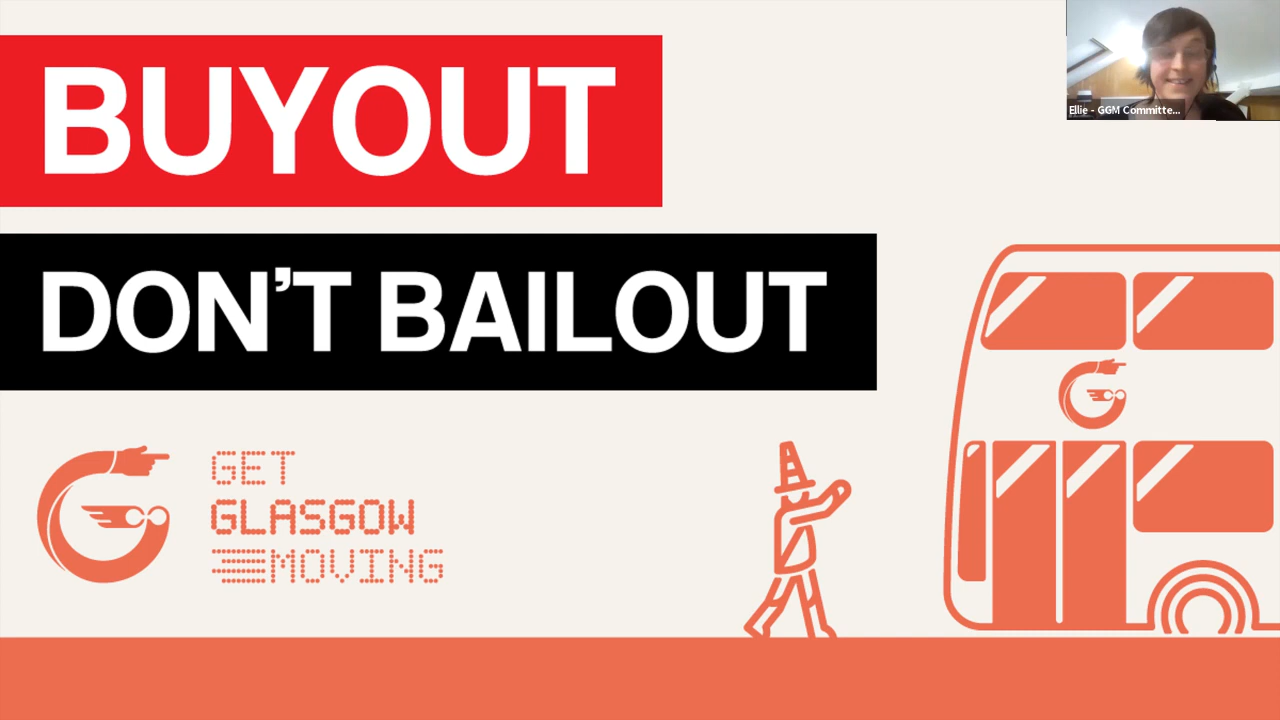 BUYOUT
DON'T BAILOUT
GET
GLASGOW
MOVING
Ellie - GGM Committe...